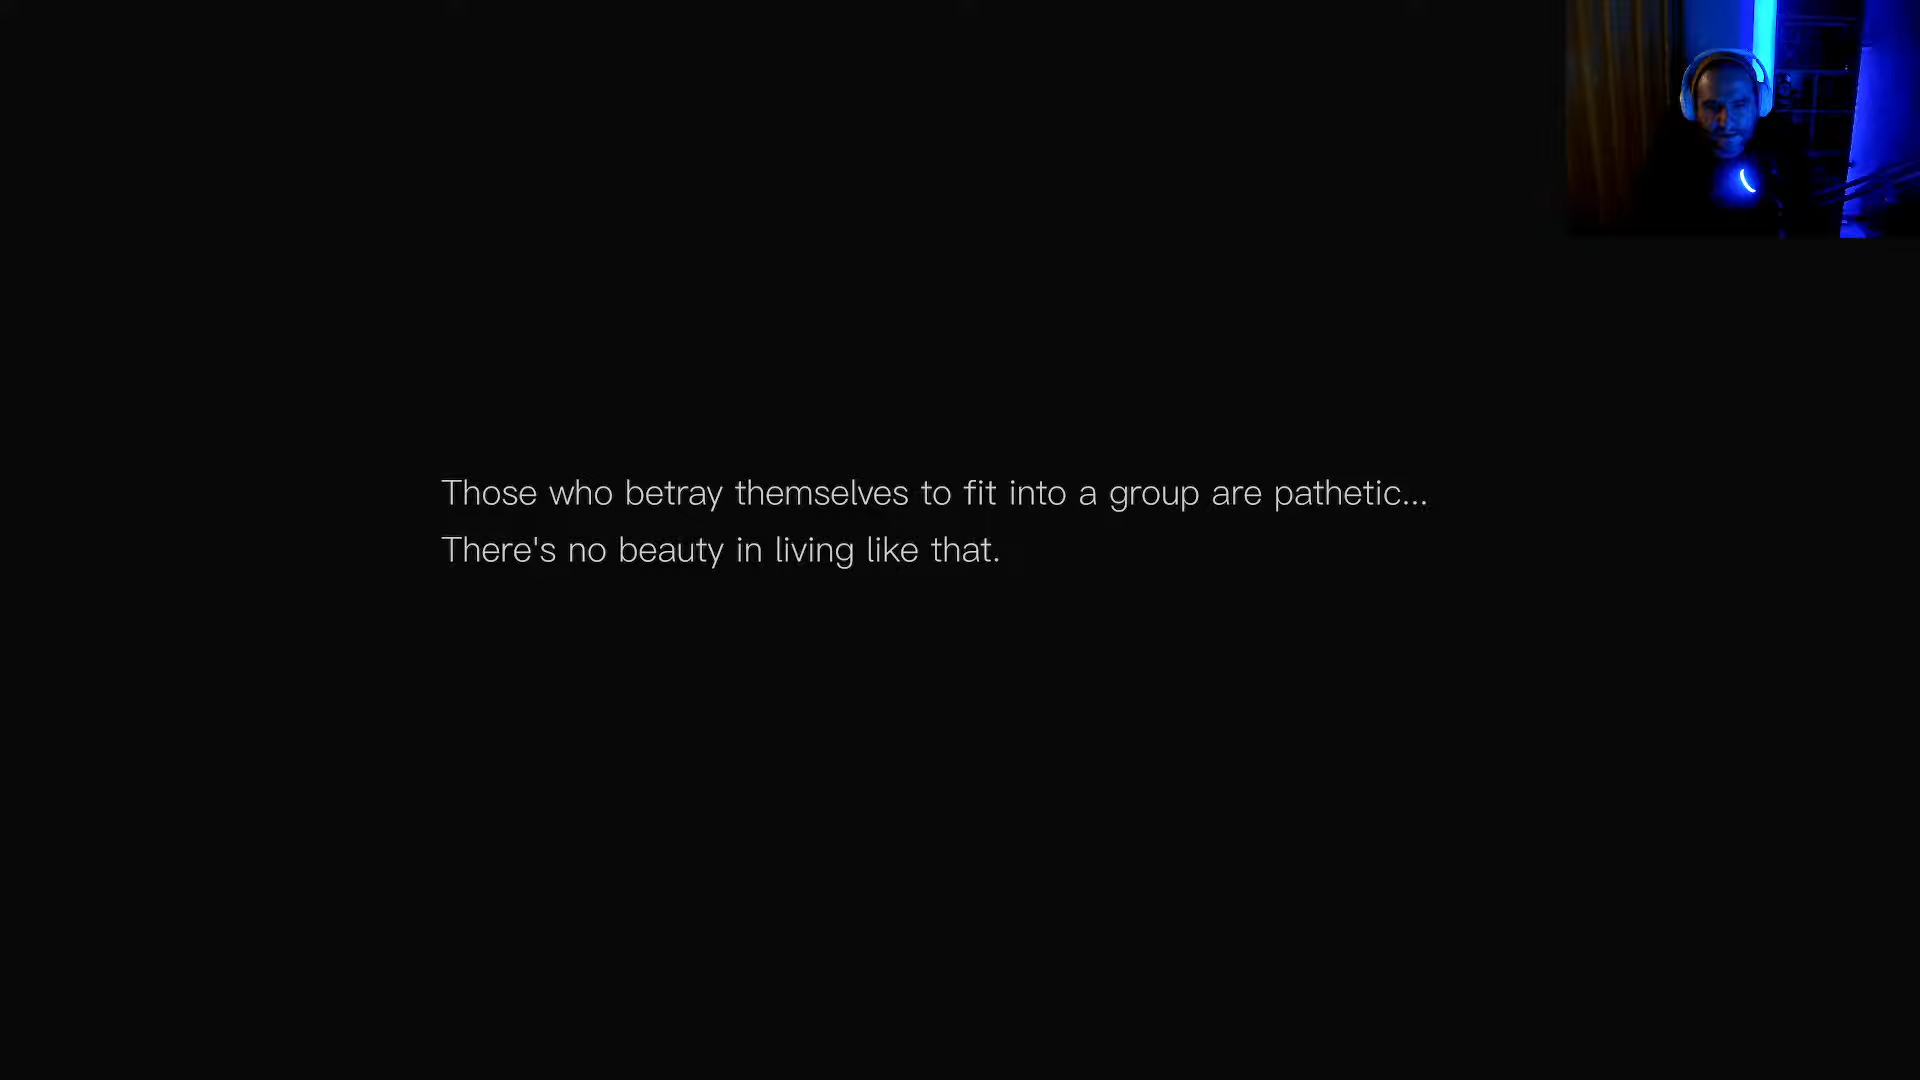 Those who betray themselves to fit into a group are pathetic...
There's no beauty in living like that.